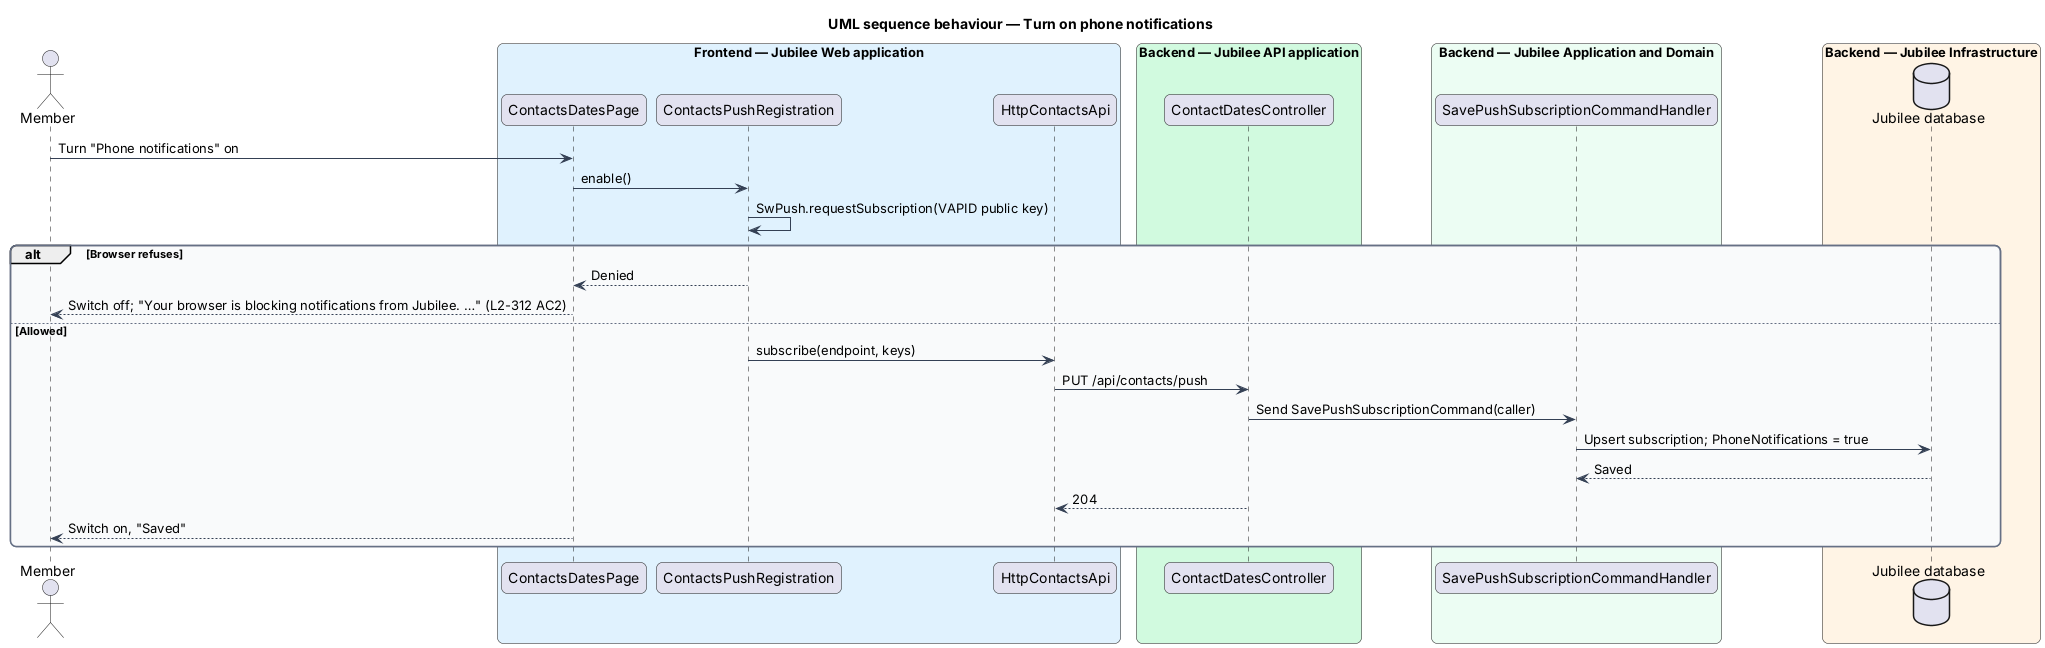 UML sequence behaviour — Turn on phone notifications
Frontend — Jubilee Web application
Backend — Jubilee API application
Backend — Jubilee Application and Domain
Backend — Jubilee Infrastructure
Member
ContactsDatesPage
ContactsPushRegistration
HttpContactsApi
ContactDatesController
SavePushSubscriptionCommandHandler
Jubilee database
Turn "Phone notifications" on
enable()
SwPush.requestSubscription(VAPID public key)
alt
[Browser refuses]
Denied
Switch off; "Your browser is blocking notifications from Jubilee. ..." (L2-312 AC2)
[Allowed]
subscribe(endpoint, keys)
PUT /api/contacts/push
Send SavePushSubscriptionCommand(caller)
Upsert subscription; PhoneNotifications = true
Saved
204
Switch on, "Saved"
Member
ContactsDatesPage
ContactsPushRegistration
HttpContactsApi
ContactDatesController
SavePushSubscriptionCommandHandler
Jubilee database